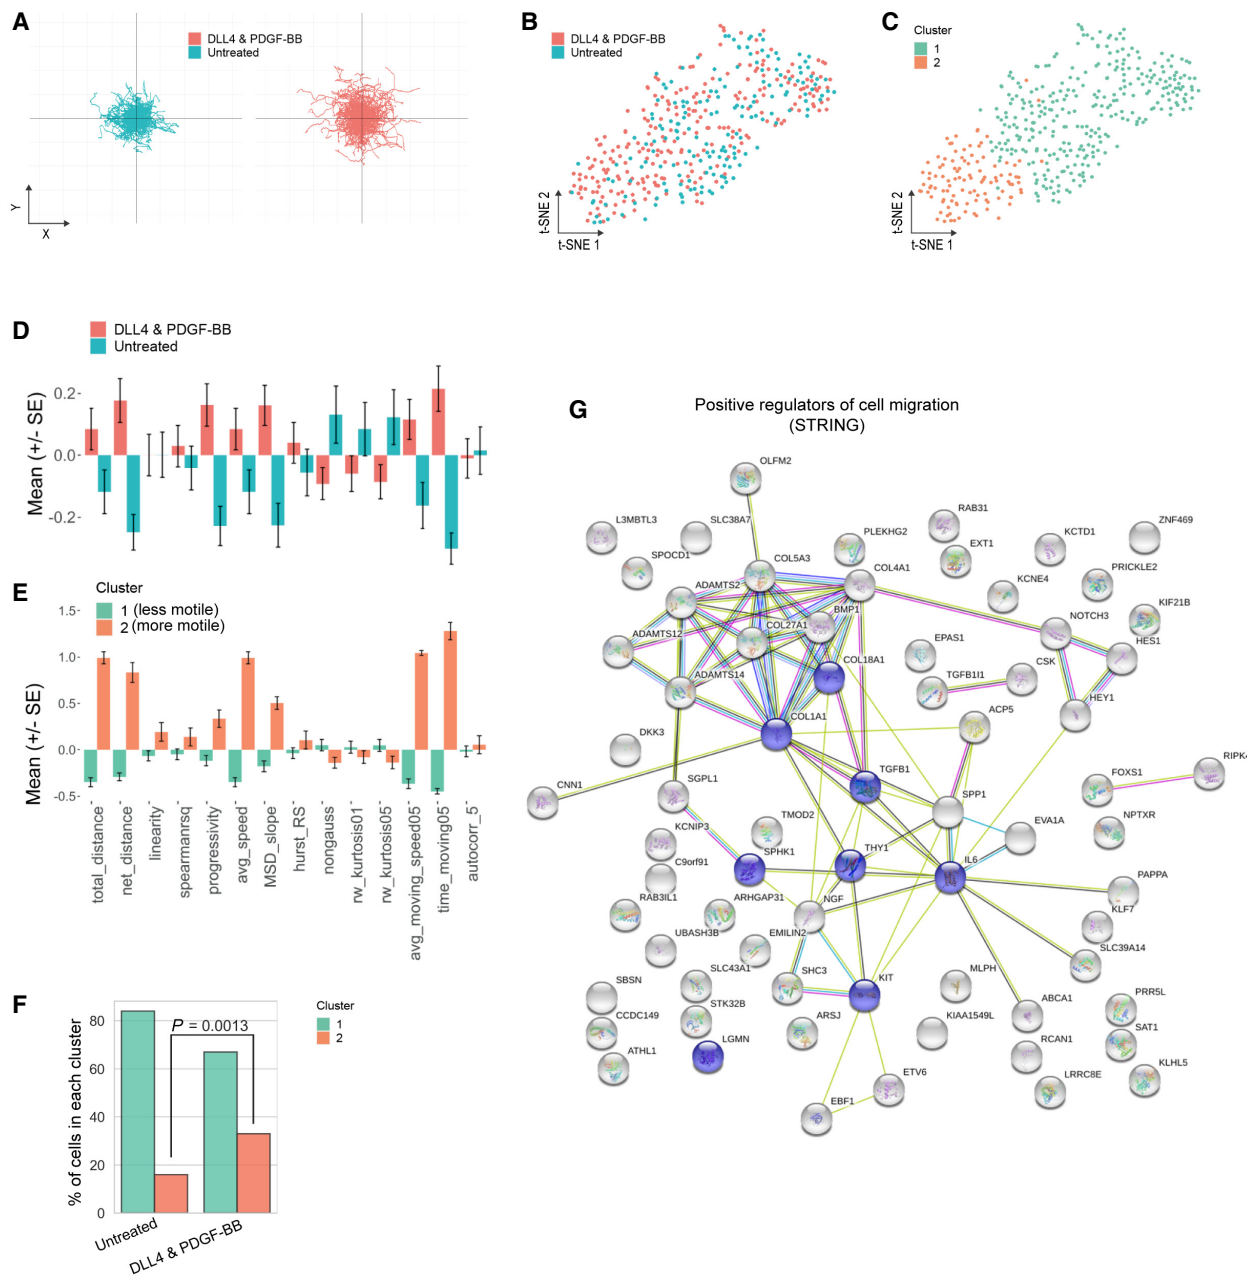 A
DLL4 & PDGF-BB
Untreated
Y
X
B
DLL4 & PDGF-BB
Untreated
t-SNE 2
t-SNE 1
C
Cluster
1
2
t-SNE 2
t-SNE 1
D
DLL4 & PDGF-BB
Untreated
Mean (+/- SE)
0.2-
0.0-
-0.2-
E
Cluster
1 (less motile)
2 (more motile)
Mean (+/- SE)
1.5-
1.0-
0.5-
0.0-
-0.5-
total_distance
net_distance
linearity
spearmanrsq
progressivity
avg_speed
MSD_slope
hurst_RS
nongauss
rw_kurtosis01
rw_kurtosis05
avg_moving_speed05
time_moving05
autocorr_5
F
Cluster
1
2
% of cells in each cluster
80
60
40
20
0
P = 0.0013
Untreated
DLL4 & PDGF-BB
G
Positive regulators of cell migration
(STRING)
OLFM2
L3MBTL3
SLC38A7
RAB31
ZNF469
PLEKHG2
KCTD1
SPOCD1
COL5A3
EXT1
COL4A1
PRICKLE2
ADAMTS2
KCNE4
BMP1
KIF21B
NOTCH3
ADAMTS12
COL27A1
EPAS1
HES1
COL18A1
CSK
ADAMTS14
TGFB1I1
HEY1
COL1A1
ACP5
DKK3
RIPK4
TGFB1
FOXS1
CNN1
SGPL1
SPP1
TMOD2
EVA1A
NPTXR
KCNIP3
SPHK1
THY1
IL6
C9orf91
PAPPA
RAB3IL1
ARHGAP31
NGF
KLF7
UBASH3B
EMILIN2
SLC39A14
SLC43A1
SHC3
KIT
MLPH
SBSN
ABCA1
PRR5L
STK32B
CCDC149
ARSJ
KIAA1549L
SAT1
LGMN
RCAN1
ATHL1
KLHL5
ETV6
LRRC8E
EBF1